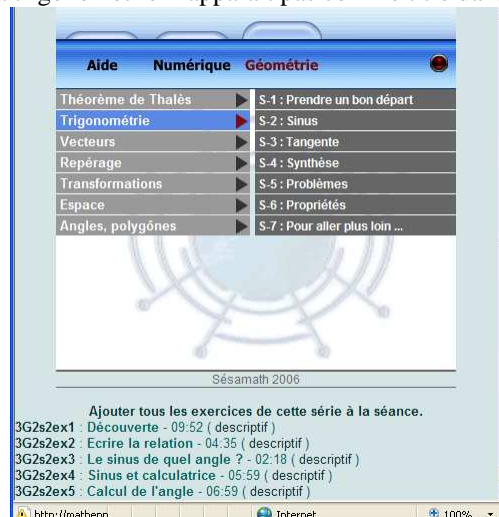 Aide Numérique Géométrie
Théorème de Thalès
Trigonométrie
Vecteurs
Repérage
Transformations
Espace
Angles, polygônes
S-1 : Prendre un bon départ
S-2 : Sinus
S-3 : Tangente
S-4 : Synthèse
S-5 : Problèmes
S-6 : Propriétés
S-7 : Pour aller plus loin ...
Sésamath 2006
Ajouter tous les exercices de cette série à la séance.
3G2s2ex1 : Découverte - 09:52 ( descriptif )
3G2s2ex2 : Ecrire la relation - 04:35 ( descriptif )
3G2s2ex3 : Le sinus de quel angle ? - 02:18 ( descriptif )
3G2s2ex4 : Sinus et calculatrice - 05:59 ( descriptif )
3G2s2ex5 : Calcul de l'angle - 06:59 ( descriptif )
Internet 100%